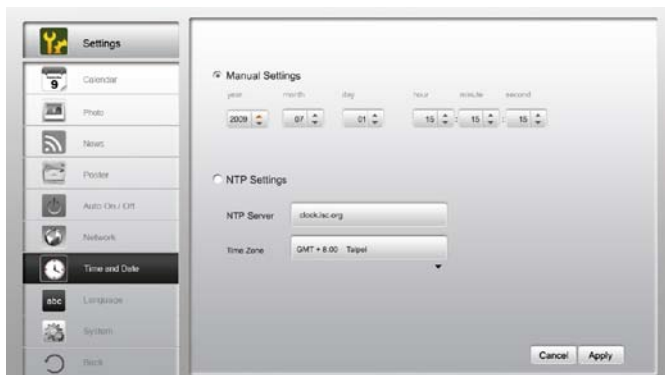 Settings
9
Calendar
Photo
News
Poster
Auto On / Off
Network
Time and Date
abc
Language
System
Back
Manual Settings
year month day hour minute second
2009 07 01 15 : 15 : 15
NTP Settings
NTP Server clock.isc.org
Time Zone GMT + 8:00 Taipei
Cancel Apply